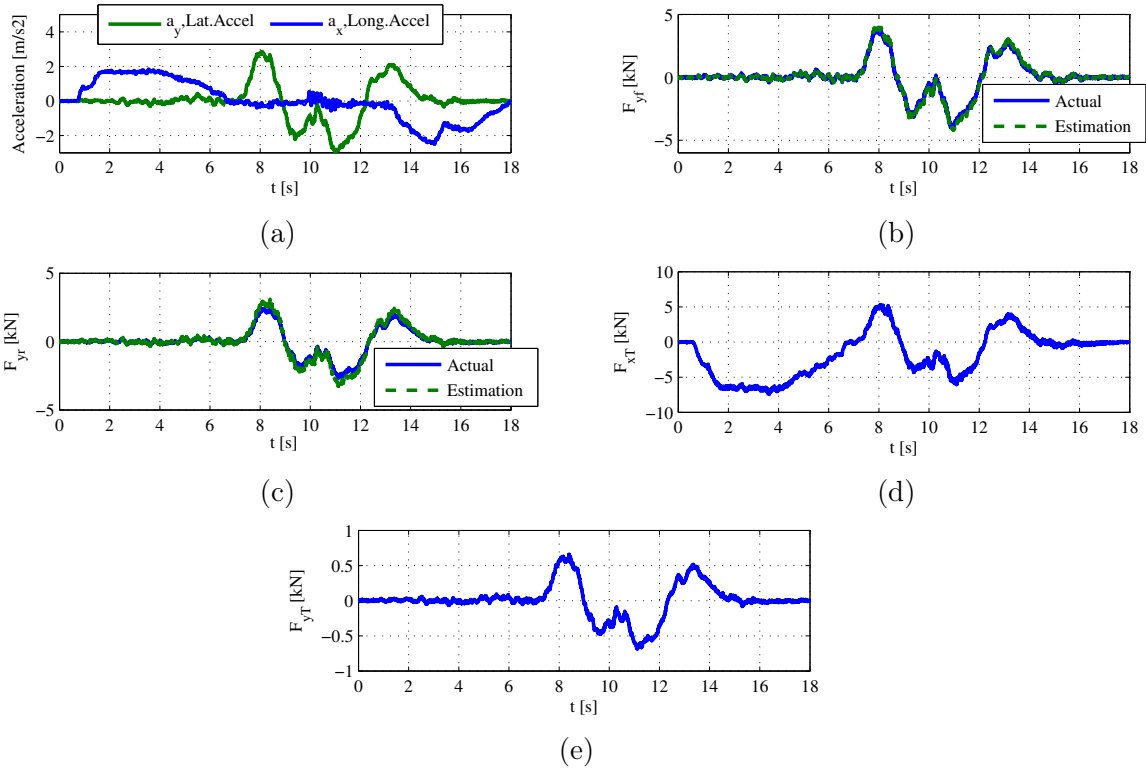 a_y,Lat.Accel a_x,Long.Accel
Acceleration [m/s2]
4
2
0
−2
0 2 4 6 8 10 12 14 16 18
t [s]
(a)
F_yf [kN]
5
0
−5
Actual
Estimation
0 2 4 6 8 10 12 14 16 18
t [s]
(b)
F_yr [kN]
5
0
−5
Actual
Estimation
0 2 4 6 8 10 12 14 16 18
t [s]
(c)
F_xT [kN]
10
5
0
−5
−10
0 2 4 6 8 10 12 14 16 18
t [s]
(d)
F_yT [kN]
1
0.5
0
−0.5
−1
0 2 4 6 8 10 12 14 16 18
t [s]
(e)